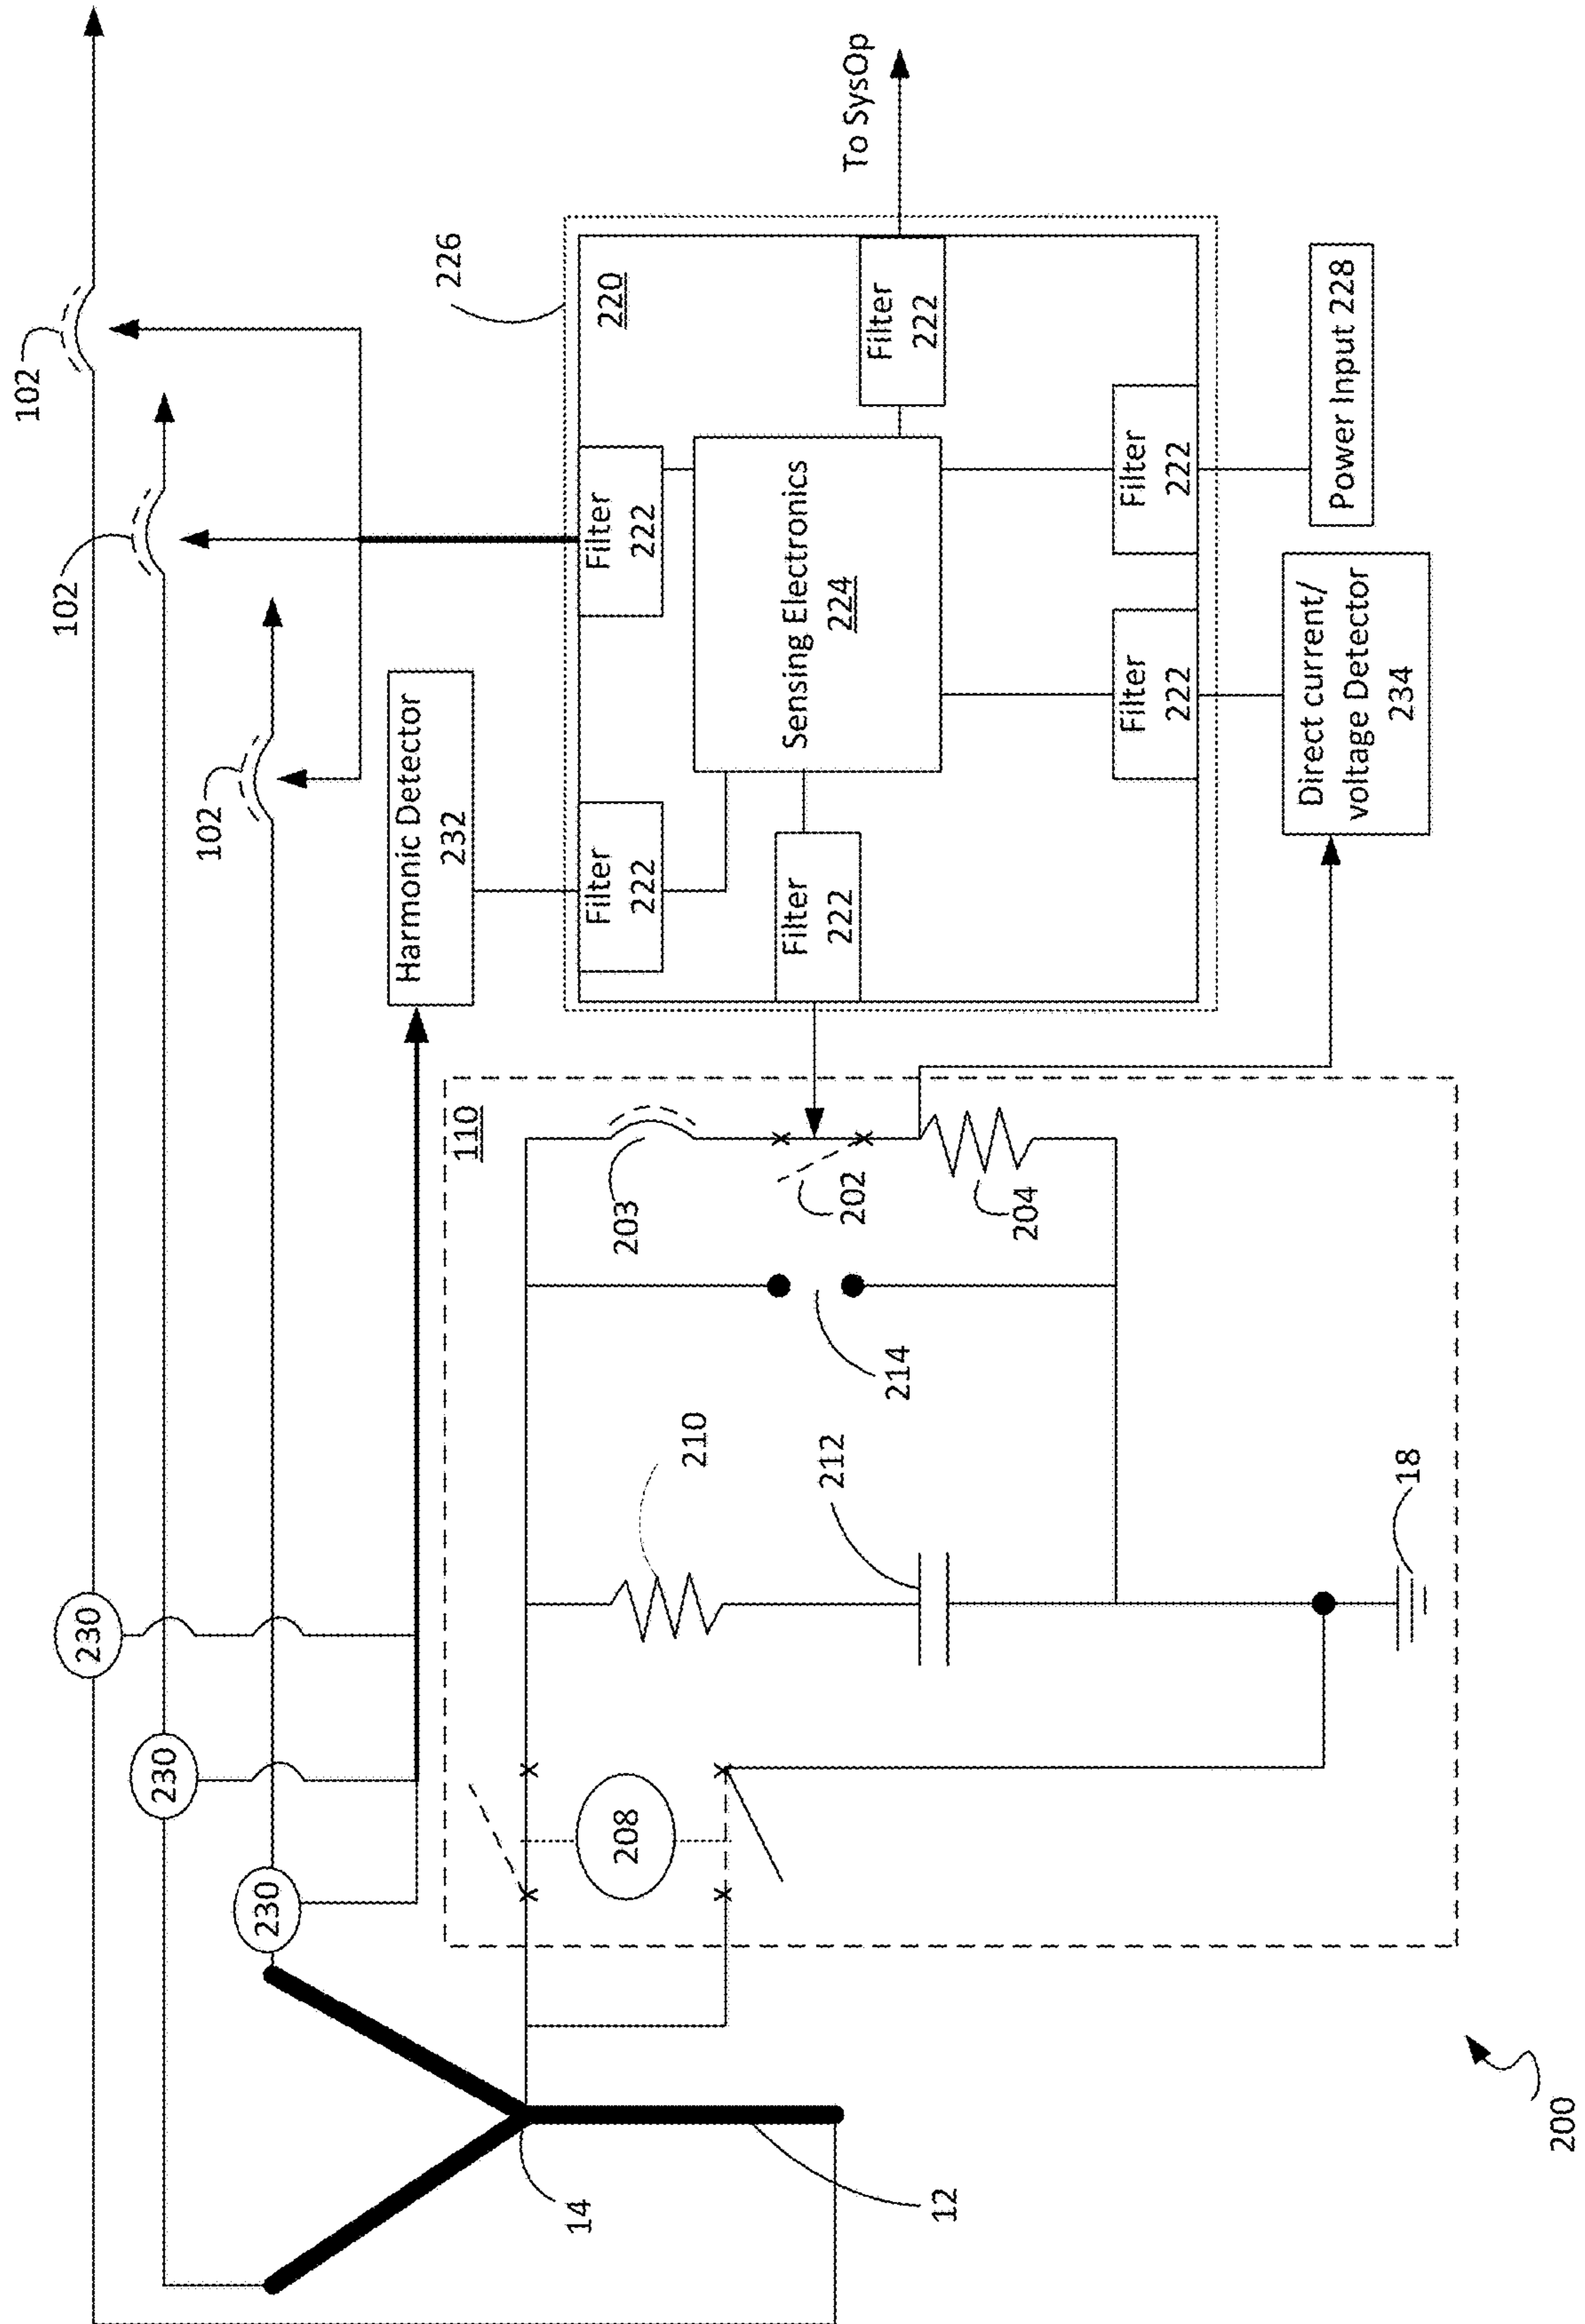 102
102
102
To SysOp
226
220
Harmonic Detector
232
Filter
222
Filter
222
Filter
222
Sensing Electronics
224
Filter
222
Filter
222
Filter
222
Direct current/
voltage Detector
234
Power Input 228
230
230
230
110
203
202
204
214
210
212
208
18
14
12
200